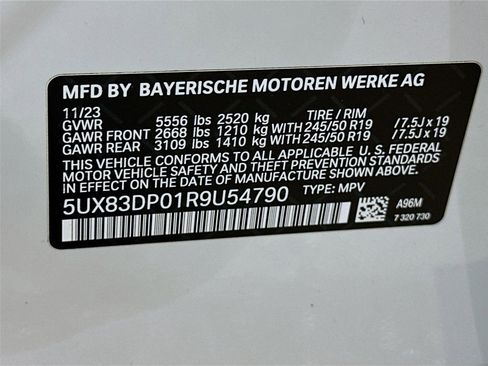 MFD BY BAYERISCHE MOTOREN WERKE AG
11/23 TIRE / RIM
GVWR 5556 lbs 2520 kg
GAWR FRONT 2668 lbs 1210 kg WITH 245/50 R19 / 7.5J x 19
GAWR REAR 3109 lbs 1410 kg WITH 245/50 R19 / 7.5J x 19
THIS VEHICLE CONFORMS TO ALL APPLICABLE U. S. FEDERAL
MOTOR VEHICLE SAFETY AND THEFT PREVENTION STANDARDS
IN EFFECT ON THE DATE OF MANUFACTURE SHOWN ABOVE.
5UX83DP01R9U54790 TYPE: MPV
A96M
7 320 730